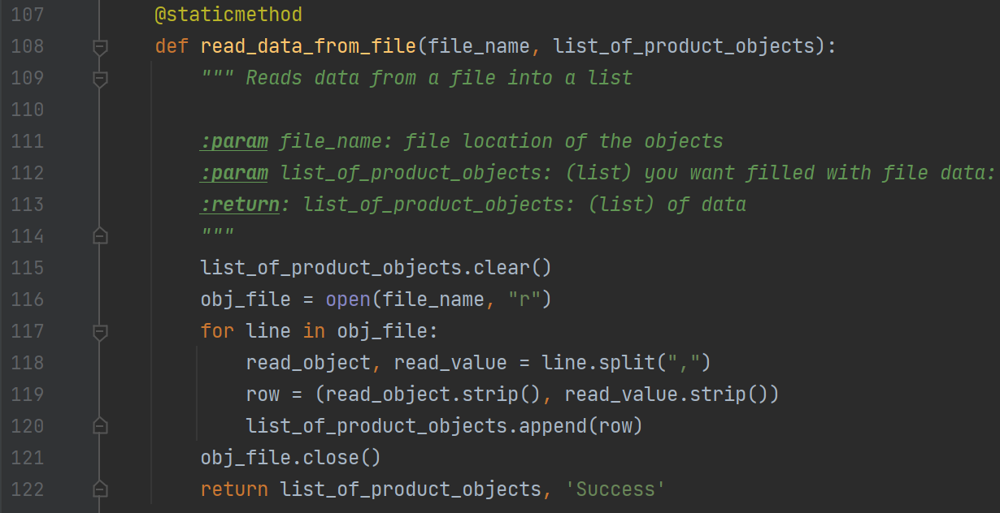 107 @staticmethod
108 def read_data_from_file(file_name, list_of_product_objects):
109 """ Reads data from a file into a list
110
111 :param file_name: file location of the objects
112 :param list_of_product_objects: (list) you want filled with file data:
113 :return: list_of_product_objects: (list) of data
114 """
115 list_of_product_objects.clear()
116 obj_file = open(file_name, "r")
117 for line in obj_file:
118 read_object, read_value = line.split(",")
119 row = (read_object.strip(), read_value.strip())
120 list_of_product_objects.append(row)
121 obj_file.close()
122 return list_of_product_objects, 'Success'